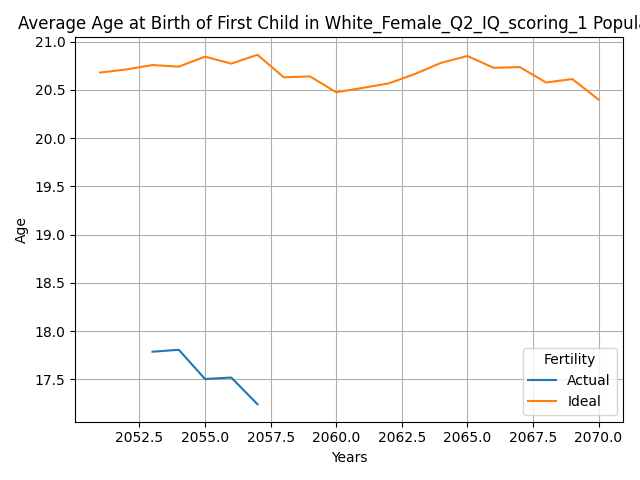 Average Age at Birth of First Child in White_Female_Q2_IQ_scoring_1 Popula
21.0
20.5
20.0
19.5
19.0
18.5
18.0
17.5
Age
Fertility
Actual
Ideal
2052.5 2055.0 2057.5 2060.0 2062.5 2065.0 2067.5 2070.0
Years